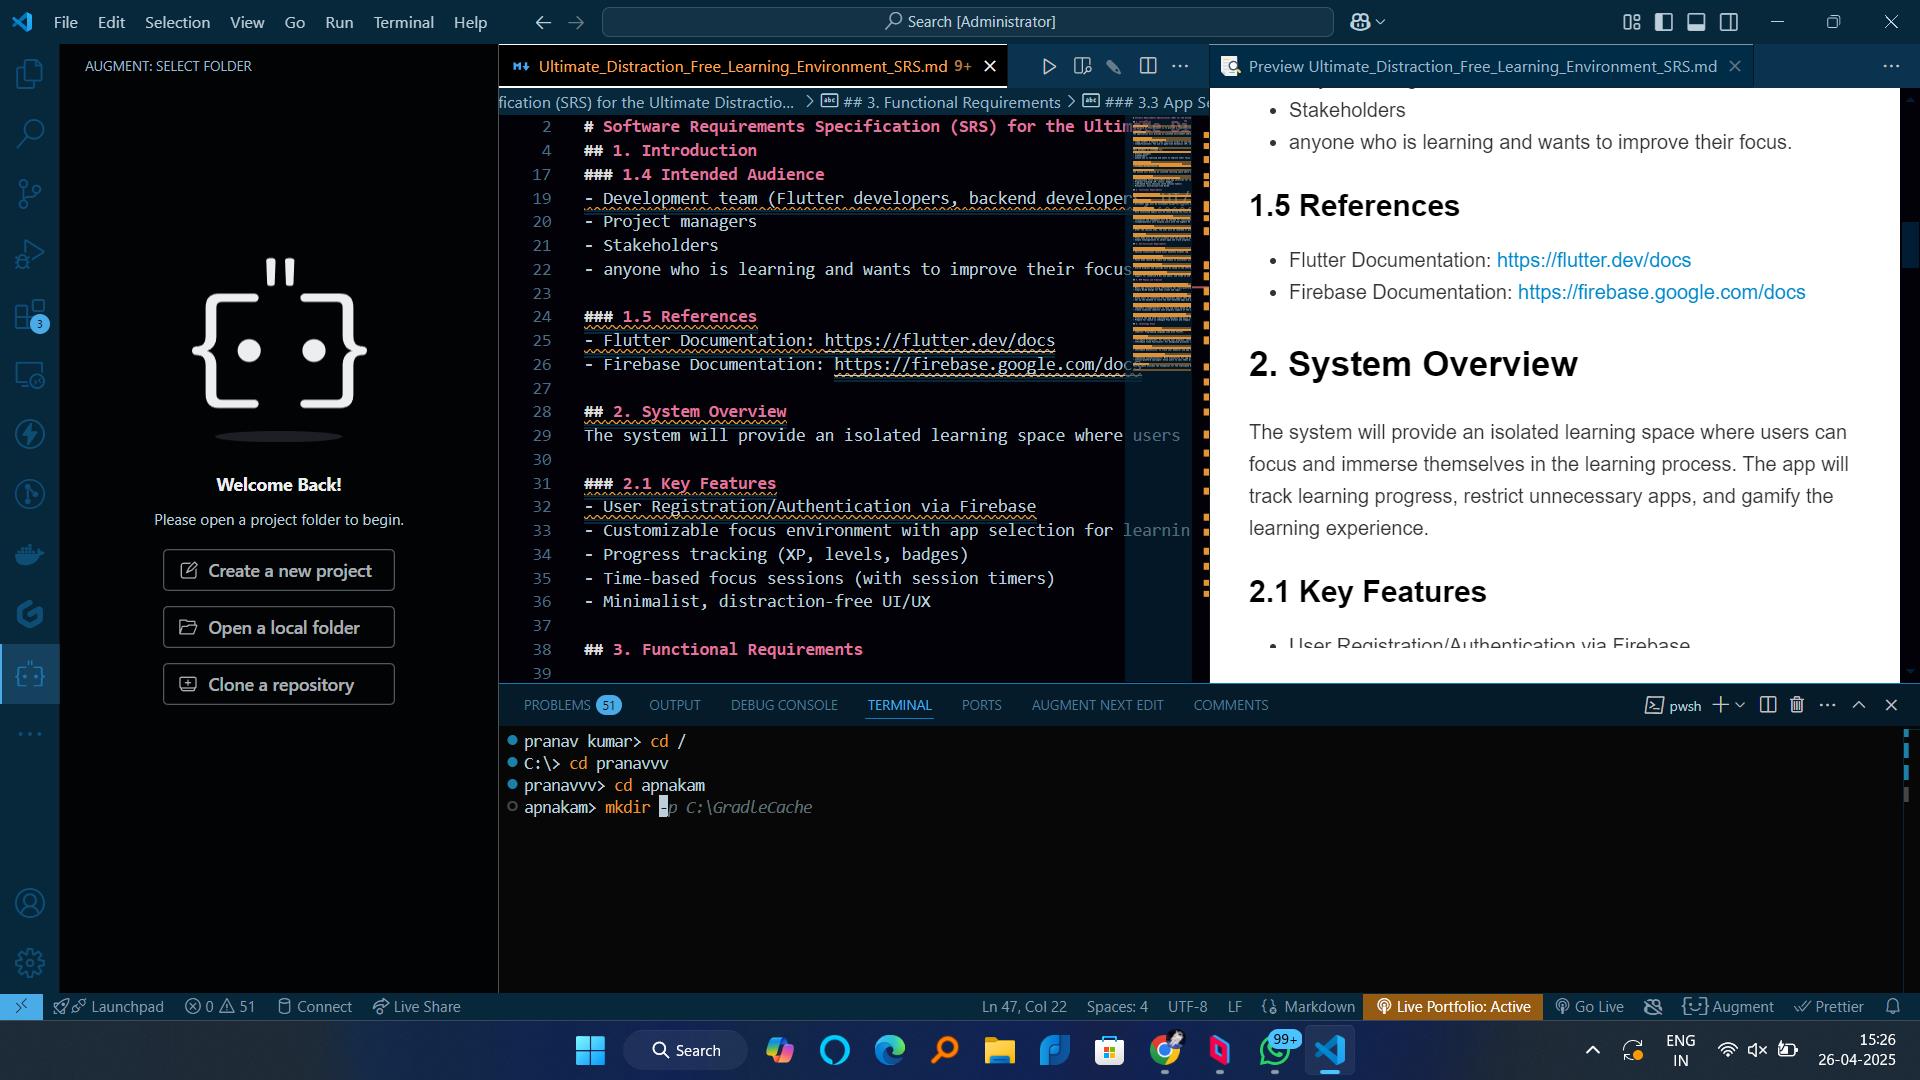 File Edit Selection View Go Run Terminal Help
Search [Administrator]
AUGMENT: SELECT FOLDER
Welcome Back!
Please open a project folder to begin.
Create a new project
Open a local folder
Clone a repository
3
Ultimate_Distraction_Free_Learning_Environment_SRS.md 9+
fication (SRS) for the Ultimate Distractio... > ## 3. Functional Requirements > ### 3.3 App Se
2 # Software Requirements Specification (SRS) for the Ultimate Di
4 ## 1. Introduction
17 ### 1.4 Intended Audience
19 - Development team (Flutter developers, backend developer
20 - Project managers
21 - Stakeholders
22 - anyone who is learning and wants to improve their focus
23
24 ### 1.5 References
25 - Flutter Documentation: https://flutter.dev/docs
26 - Firebase Documentation: https://firebase.google.com/docs
27
28 ## 2. System Overview
29 The system will provide an isolated learning space where users
30
31 ### 2.1 Key Features
32 - User Registration/Authentication via Firebase
33 - Customizable focus environment with app selection for learnin
34 - Progress tracking (XP, levels, badges)
35 - Time-based focus sessions (with session timers)
36 - Minimalist, distraction-free UI/UX
37
38 ## 3. Functional Requirements
39
Preview Ultimate_Distraction_Free_Learning_Environment_SRS.md
• Stakeholders
• anyone who is learning and wants to improve their focus.
1.5 References
• Flutter Documentation: https://flutter.dev/docs
• Firebase Documentation: https://firebase.google.com/docs
2. System Overview
The system will provide an isolated learning space where users can
focus and immerse themselves in the learning process. The app will
track learning progress, restrict unnecessary apps, and gamify the
learning experience.
2.1 Key Features
• User Registration/Authentication via Firebase
PROBLEMS 51 OUTPUT DEBUG CONSOLE TERMINAL PORTS AUGMENT NEXT EDIT COMMENTS
pwsh
pranav kumar> cd /
C:\> cd pranavvv
pranavvv> cd apnakam
apnakam> mkdir -p C:\GradleCache
Launchpad 0 51 Connect Live Share
Ln 47, Col 22 Spaces: 4 UTF-8 LF Markdown Live Portfolio: Active Go Live Augment Prettier
Search
99+
ENG
IN
15:26
26-04-2025